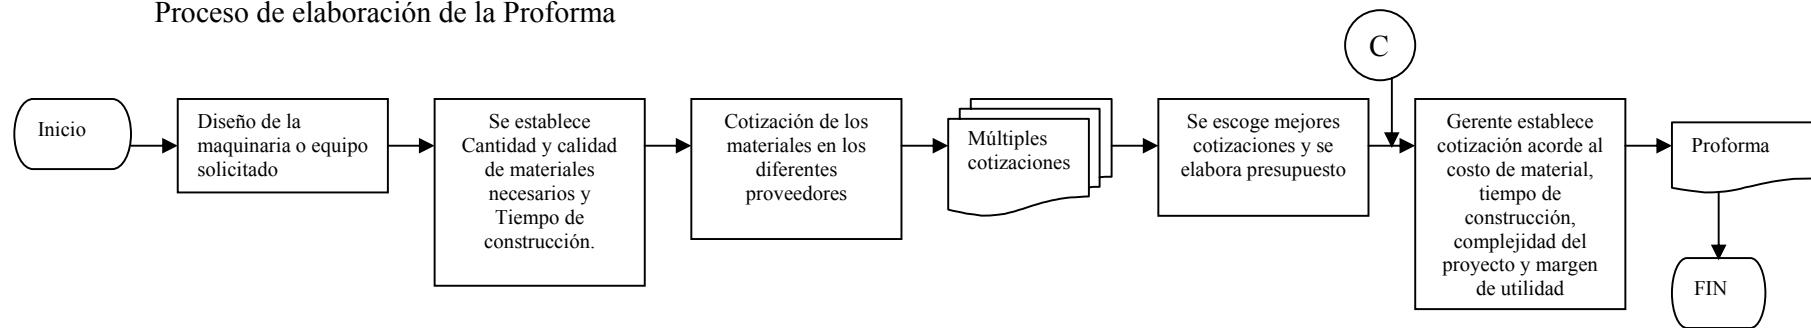 Proceso de elaboración de la Proforma
C
Inicio
Diseño de la
maquinaria o equipo
solicitado
Se establece
Cantidad y calidad
de materiales
necesarios y
Tiempo de
construcción.
Cotización de los
materiales en los
diferentes
proveedores
Múltiples
cotizaciones
Se escoge mejores
cotizaciones y se
elabora presupuesto
Gerente establece
cotización acorde al
costo de material,
tiempo de
construcción,
complejidad del
proyecto y margen
de utilidad
Proforma
FIN